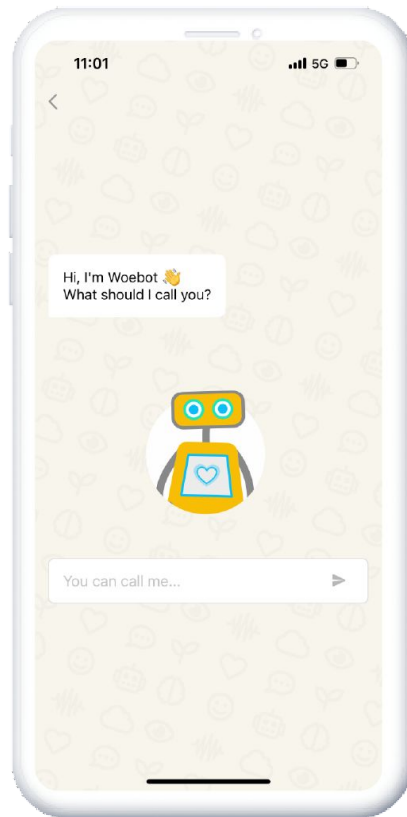 11:01
5G
Hi, I'm Woebot 👋
What should I call you?
You can call me...